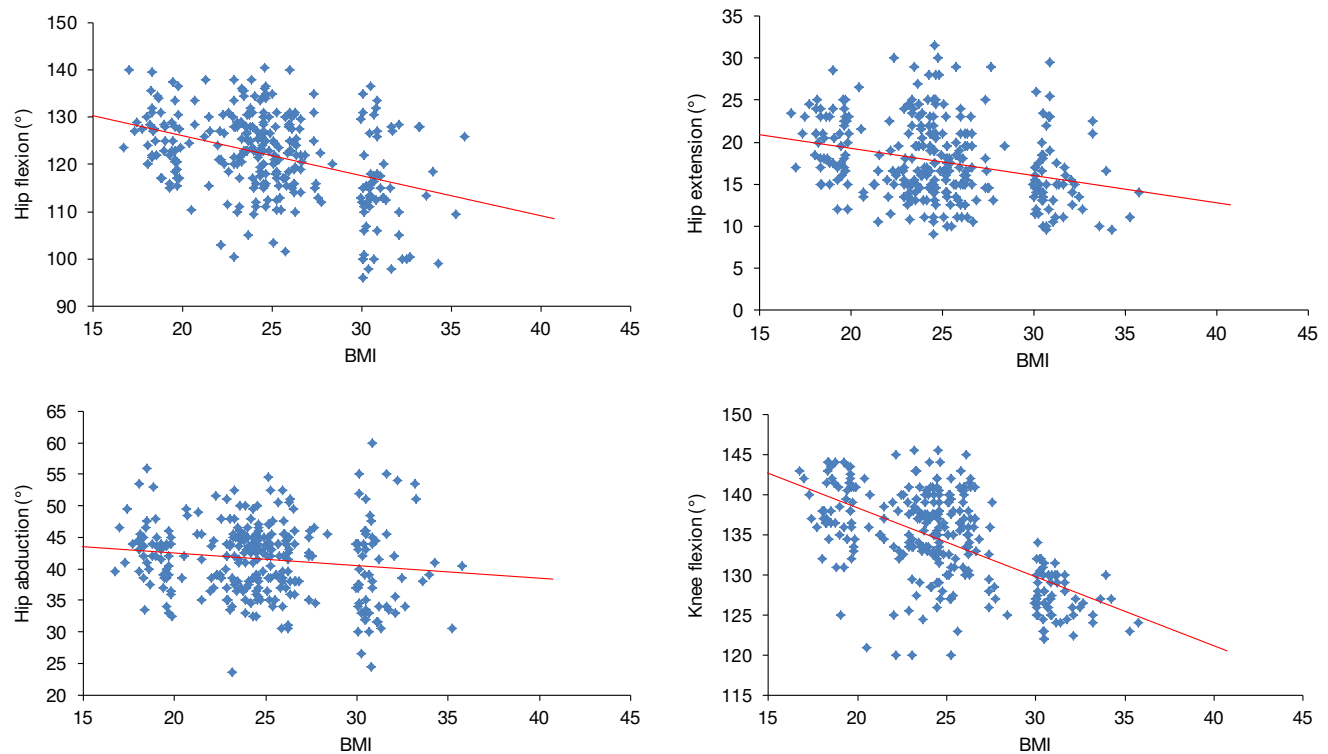 Hip flexion (°)
150
140
130
120
110
100
90
15 20 25 30 35 40 45
BMI
Hip extension (°)
35
30
25
20
15
10
5
0
15 20 25 30 35 40 45
BMI
Hip abduction (°)
65
60
55
50
45
40
35
30
25
20
15 20 25 30 35 40 45
BMI
Knee flexion (°)
150
145
140
135
130
125
120
115
15 20 25 30 35 40 45
BMI